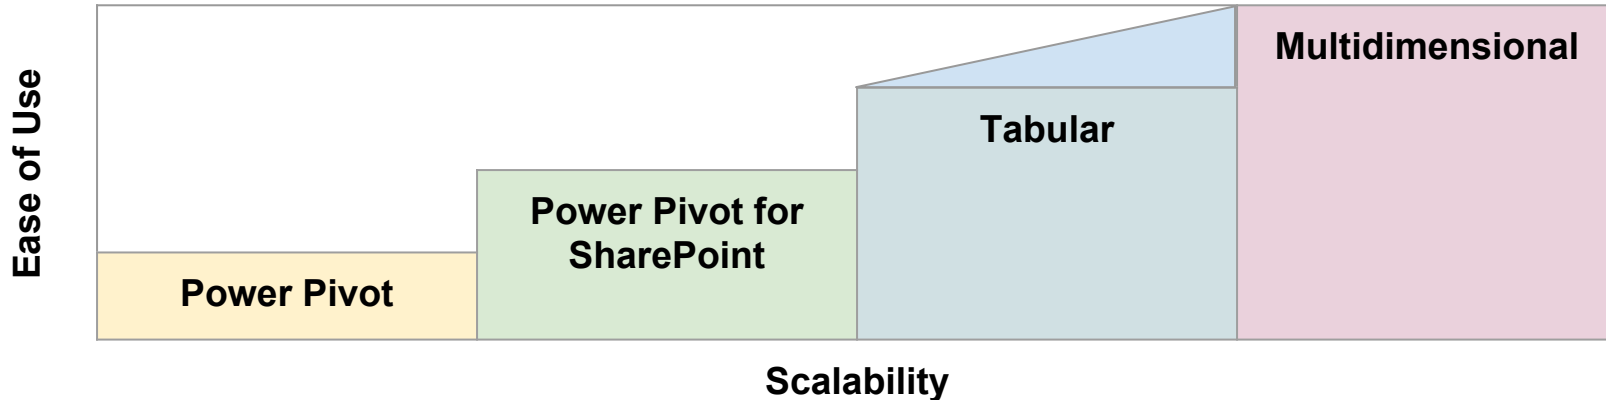 Ease of Use
Power Pivot
Power Pivot for
SharePoint
Tabular
Multidimensional
Scalability